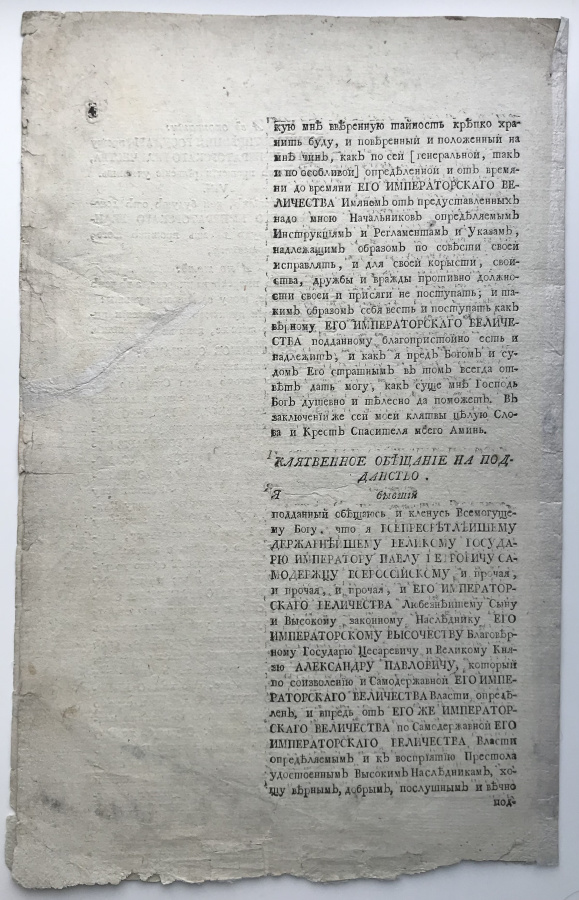 кую мнѣ ввѣренную тайность крѣпко хра-
нить буду, и повѣренный и положенный на
мнѣ чинъ, какъ по сей [генеральной, такъ
и по особливой] опредѣленной и отъ време-
ни до времяни ЕГО ИМПЕРАТОРСКАГО ВЕ-
ЛИЧЕСТВА Имянемъ отъ предуставленныхъ
надо мною Начальниковъ опредѣляемымъ
Инструкціямъ и Регламентамъ и Указамъ,
надлежащимъ образомъ по совѣсти своей
исправлять, и для своей корысти, свой-
ства, дружбы и вражды противно должно-
сти своей и присяги не поступать; и та-
кимъ образомъ себя весть и поступать какъ
вѣрному ЕГО ИМПЕРАТОРСКАГО ВЕЛИЧЕ-
СТВА подданному благопристойно есть и
надлежитъ, и какъ я предъ Богомъ и су-
домъ Его страшнымъ въ томъ всегда от-
вѣтъ дать могу, какъ суще мнѣ Господь
Богъ душевно и тѣлесно да поможетъ. Въ
заключеніи же сей моей клятвы цѣлую Сло-
ва и Крестъ Спасителя моего Аминь.
КЛЯТВЕННОЕ ОБѢЩАНІЕ НА ПОД-
ДАНСТВО.
Я бывшій
подданный обѣщаюсь и кленусь Всемогуще-
му Богу, что я ВСЕПРЕСВѢТЛѢЙШЕМУ
ДЕРЖАВНѢЙШЕМУ ВЕЛИКОМУ ГОСУДА-
РЮ ИМПЕРАТОРУ ПАВЛУ ПЕТРОВИЧУ СА-
МОДЕРЖЦУ ВСЕРОССІЙСКОМУ, и прочая,
и прочая, и прочая, и ЕГО ИМПЕРАТОР-
СКАГО ВЕЛИЧЕСТВА Любезнѣйшему Сыну
и Высокому законному Наслѣднику ЕГО
ИМПЕРАТОРСКОМУ ВЫСОЧЕСТВУ Благовѣр-
ному Государю Цесаревичу и Великому Кня-
зю АЛЕКСАНДРУ ПАВЛОВИЧУ, который
по соизволению и Самодержавной ЕГО ИМПЕ-
РАТОРСКАГО ВЕЛИЧЕСТВА Власти опредѣ-
ленъ, и впредь отъ ЕГО ЖЕ ИМПЕРАТОР-
СКАГО ВЕЛИЧЕСТВА по Самодержавной ЕГО
ИМПЕРАТОРСКАГО ВЕЛИЧЕСТВА Власти
опредѣляемымъ и къ воспріятію Престола
удостоеннымъ Высокимъ Наслѣдникамъ, хо-
щу вѣрнымъ, добрымъ, послушнымъ и вѣчно
под-